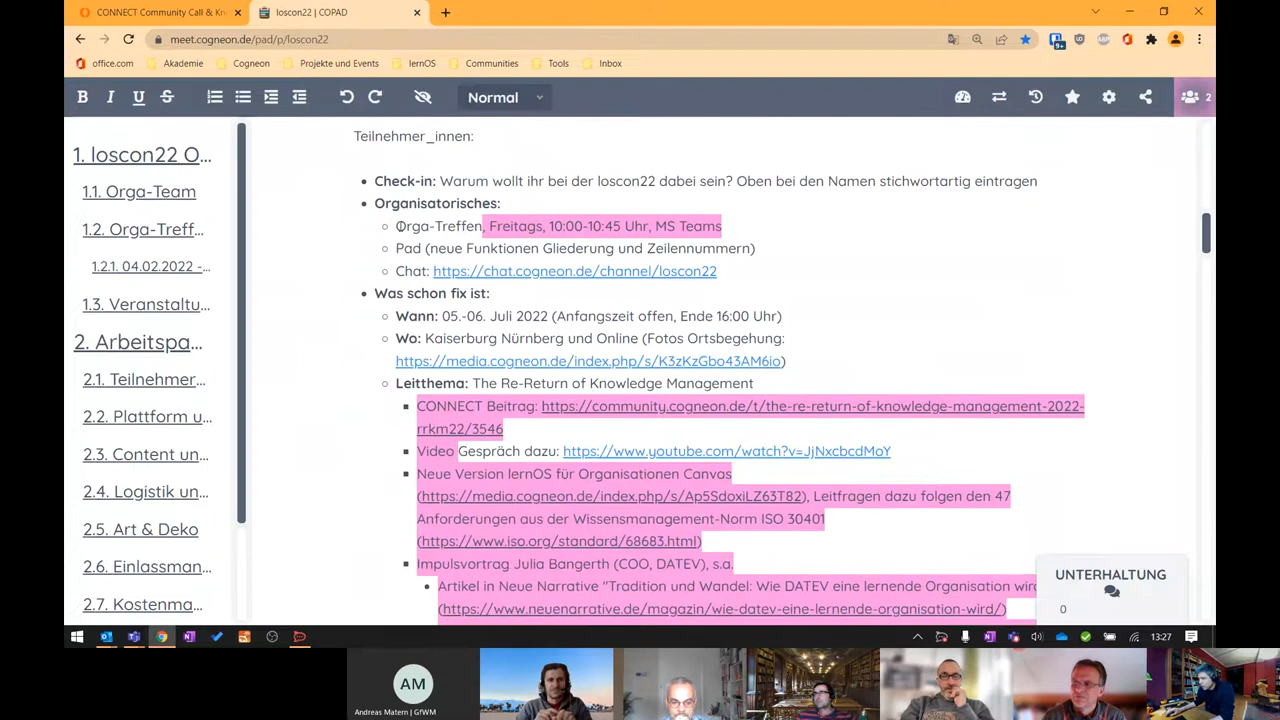 CONNECT Community Call & Kn
loscon22 | COPAD
meet.cogneon.de/pad/p/loscon22
9+
office.com
Akademie
Cogneon
Projekte und Events
lernOS
Communities
Tools
Inbox
B I U S
Normal
2
1. loscon22 O...
1.1. Orga-Team
1.2. Orga-Treff...
1.2.1. 04.02.2022 -...
1.3. Veranstaltu...
2. Arbeitspa...
2.1. Teilnehmer...
2.2. Plattform u...
2.3. Content un...
2.4. Logistik un...
2.5. Art & Deko
2.6. Einlassman...
2.7. Kostenma...
Teilnehmer_innen:
Check-in: Warum wollt ihr bei der loscon22 dabei sein? Oben bei den Namen stichwortartig eintragen
Organisatorisches:
Orga-Treffen, Freitags, 10:00-10:45 Uhr, MS Teams
Pad (neue Funktionen Gliederung und Zeilennummern)
Chat: https://chat.cogneon.de/channel/loscon22
Was schon fix ist:
Wann: 05.-06. Juli 2022 (Anfangszeit offen, Ende 16:00 Uhr)
Wo: Kaiserburg Nürnberg und Online (Fotos Ortsbegehung:
https://media.cogneon.de/index.php/s/K3zKzGbo43AM6io)
Leitthema: The Re-Return of Knowledge Management
CONNECT Beitrag: https://community.cogneon.de/t/the-re-return-of-knowledge-management-2022-
rrkm22/3546
Video Gespräch dazu: https://www.youtube.com/watch?v=JjNxcbcdMoY
Neue Version lernOS für Organisationen Canvas
(https://media.cogneon.de/index.php/s/Ap5SdoxiLZ63T82), Leitfragen dazu folgen den 47
Anforderungen aus der Wissensmanagement-Norm ISO 30401
(https://www.iso.org/standard/68683.html)
Impulsvortrag Julia Bangerth (COO, DATEV), s.a.
Artikel in Neue Narrative "Tradition und Wandel: Wie DATEV eine lernende Organisation wird
(https://www.neuenarrative.de/magazin/wie-datev-eine-lernende-organisation-wird/)
UNTERHALTUNG
0
13:27
AM
Andreas Matern | GfWM